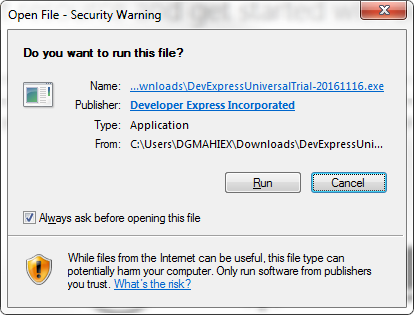 and get started w
Open File - Security Warning
Do you want to run this file?
Name: ...wnloads\DevExpressUniversalTrial-20161116.exe
Publisher: Developer Express Incorporated
Type: Application
From: C:\Users\DGMAHIEX\Downloads\DevExpressUni...
Run Cancel
Always ask before opening this file
While files from the Internet can be useful, this file type can
potentially harm your computer. Only run software from publishers
you trust. What's the risk?